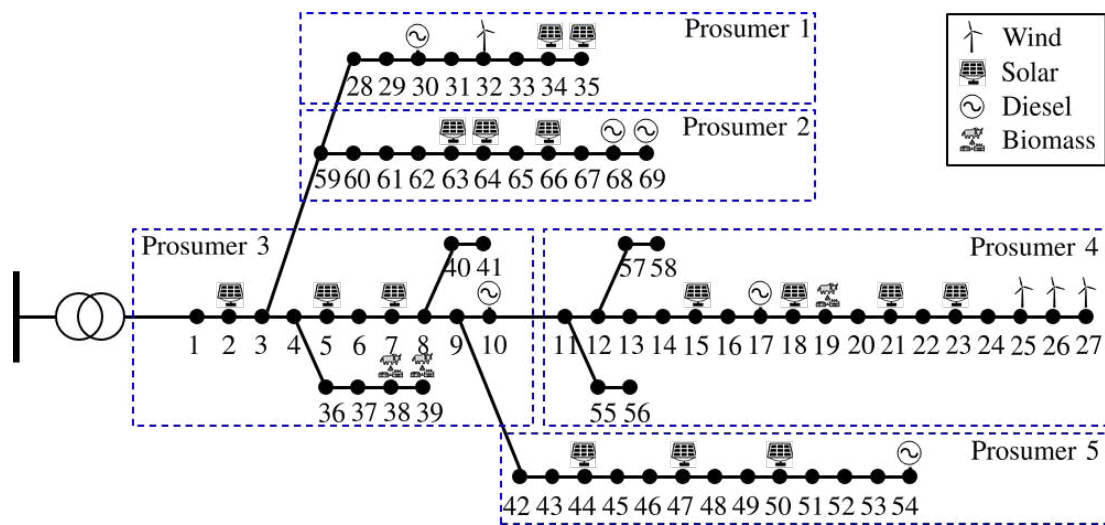 Prosumer 1
28 29 30 31 32 33 34 35
Wind
Solar
Diesel
Biomass
Prosumer 2
59 60 61 62 63 64 65 66 67 68 69
Prosumer 3
40 41
1 2 3 4 5 6 7 8 9 10
36 37 38 39
Prosumer 4
57 58
11 12 13 14 15 16 17 18 19 20 21 22 23 24 25 26 27
55 56
Prosumer 5
42 43 44 45 46 47 48 49 50 51 52 53 54